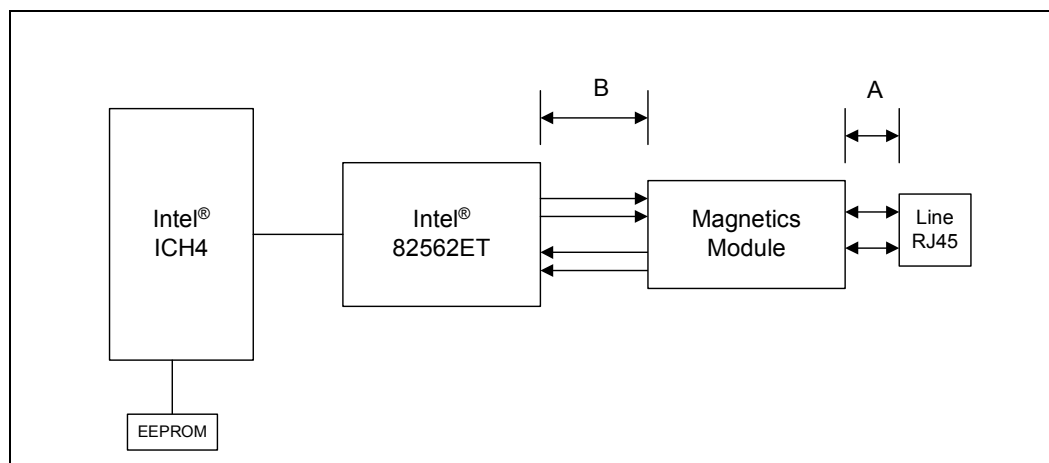 B
A
Intel®
ICH4
Intel®
82562ET
Magnetics
Module
Line
RJ45
EEPROM